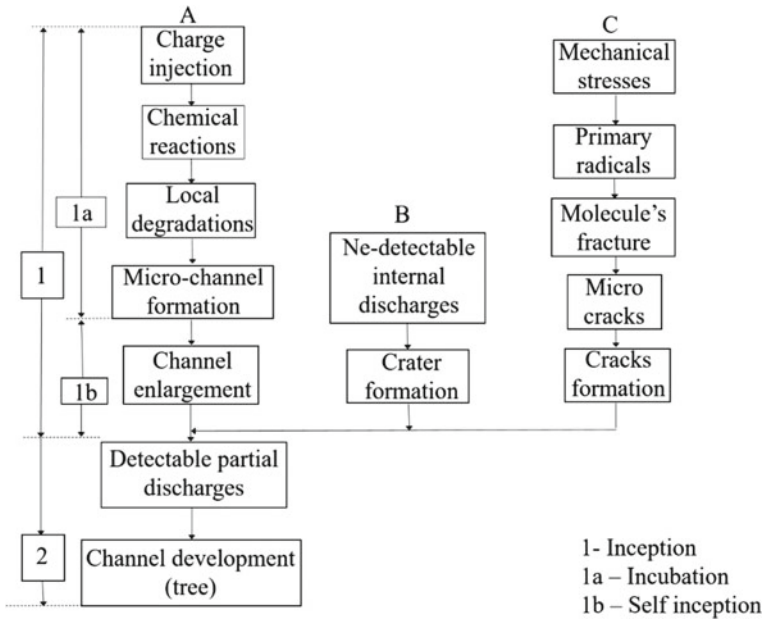 A
Charge
injection
Chemical
reactions
Local
degradations
Micro-channel
formation
Channel
enlargement
Detectable partial
discharges
Channel development
(tree)
B
Ne-detectable
internal
discharges
Crater
formation
C
Mechanical
stresses
Primary
radicals
Molecule's
fracture
Micro
cracks
Cracks
formation
1
1a
1b
2
1- Inception
1a – Incubation
1b – Self inception